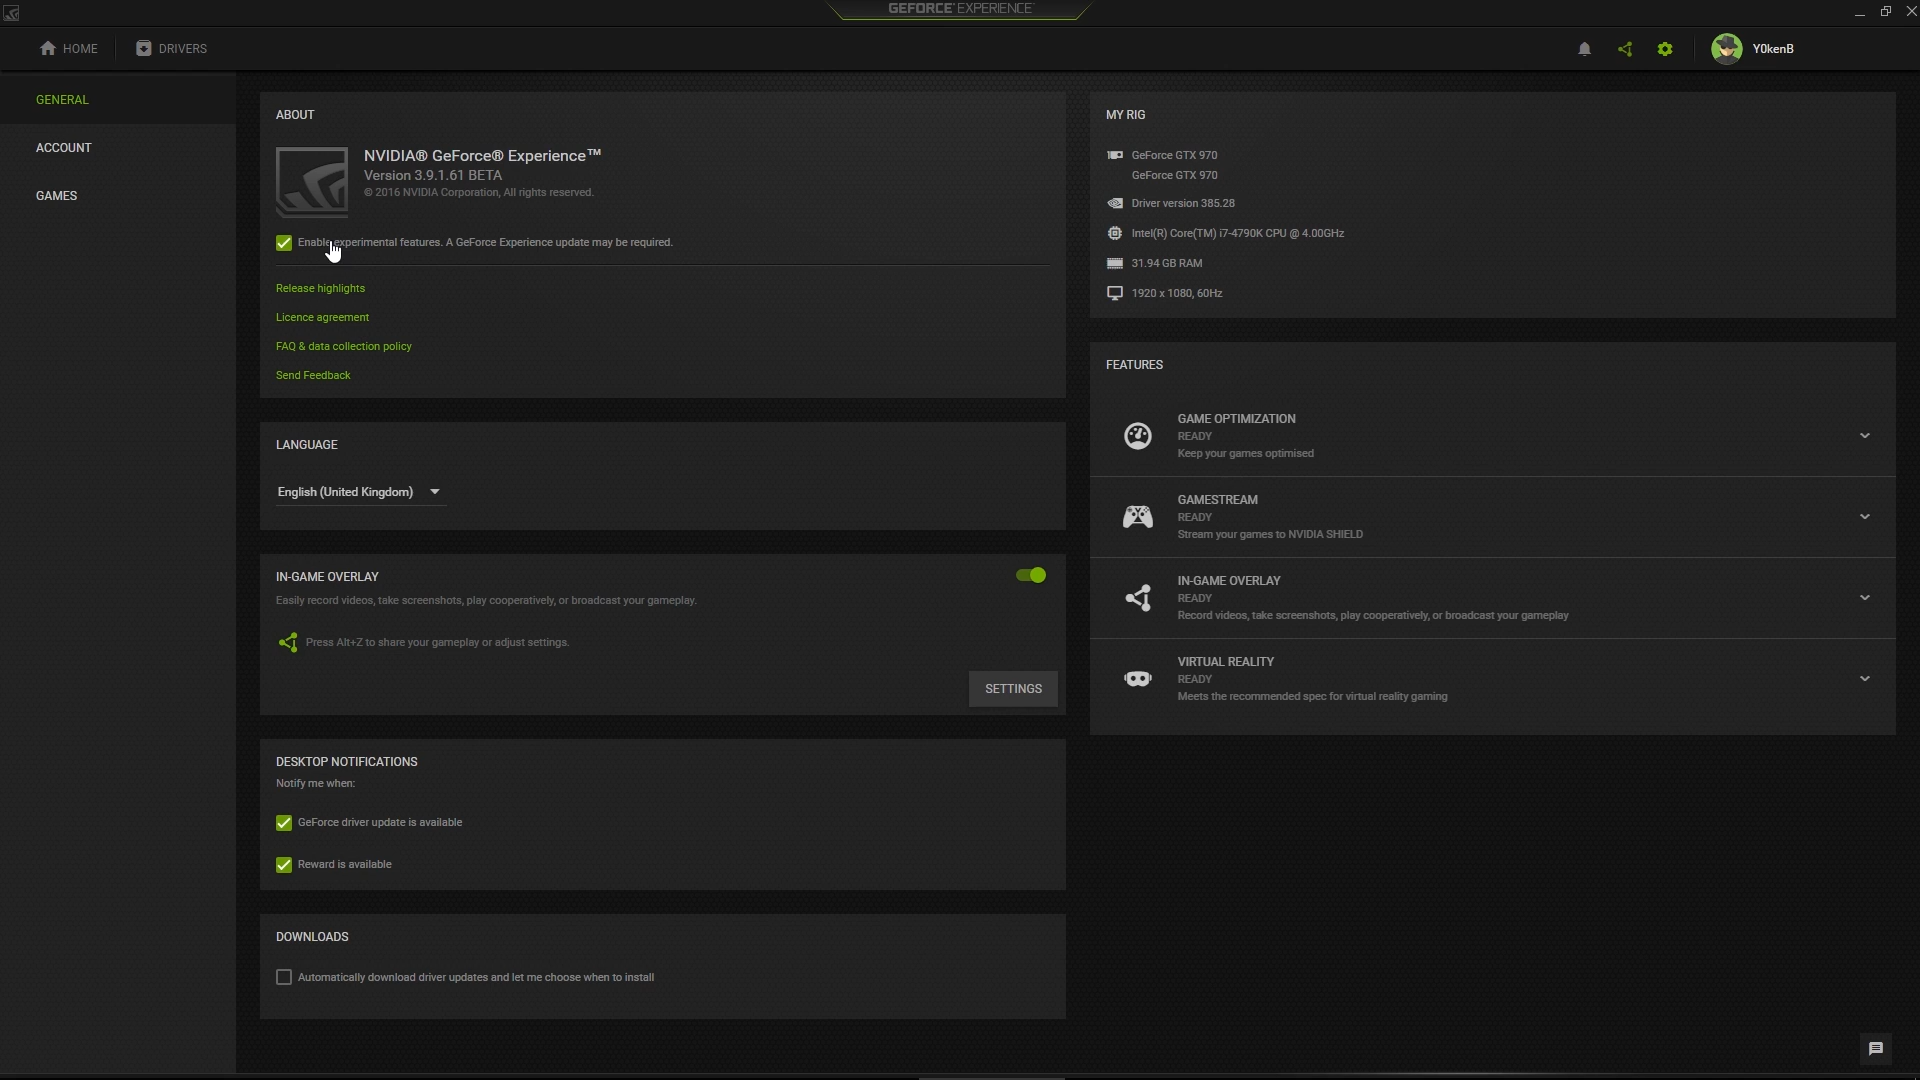 GEFORCE® EXPERIENCE™
HOME
DRIVERS
Y0kenB
GENERAL
ACCOUNT
GAMES
ABOUT
NVIDIA® GeForce® Experience™
Version 3.9.1.61 BETA
© 2016 NVIDIA Corporation, All rights reserved.
Enable experimental features. A GeForce Experience update may be required.
Release highlights
Licence agreement
FAQ & data collection policy
Send Feedback
LANGUAGE
English (United Kingdom)
IN-GAME OVERLAY
Easily record videos, take screenshots, play cooperatively, or broadcast your gameplay.
Press Alt+Z to share your gameplay or adjust settings.
SETTINGS
DESKTOP NOTIFICATIONS
Notify me when:
GeForce driver update is available
Reward is available
DOWNLOADS
Automatically download driver updates and let me choose when to install
MY RIG
GeForce GTX 970
GeForce GTX 970
Driver version 385.28
Intel(R) Core(TM) i7-4790K CPU @ 4.00GHz
31.94 GB RAM
1920 x 1080, 60Hz
FEATURES
GAME OPTIMIZATION
READY
Keep your games optimised
GAMESTREAM
READY
Stream your games to NVIDIA SHIELD
IN-GAME OVERLAY
READY
Record videos, take screenshots, play cooperatively, or broadcast your gameplay
VIRTUAL REALITY
READY
Meets the recommended spec for virtual reality gaming